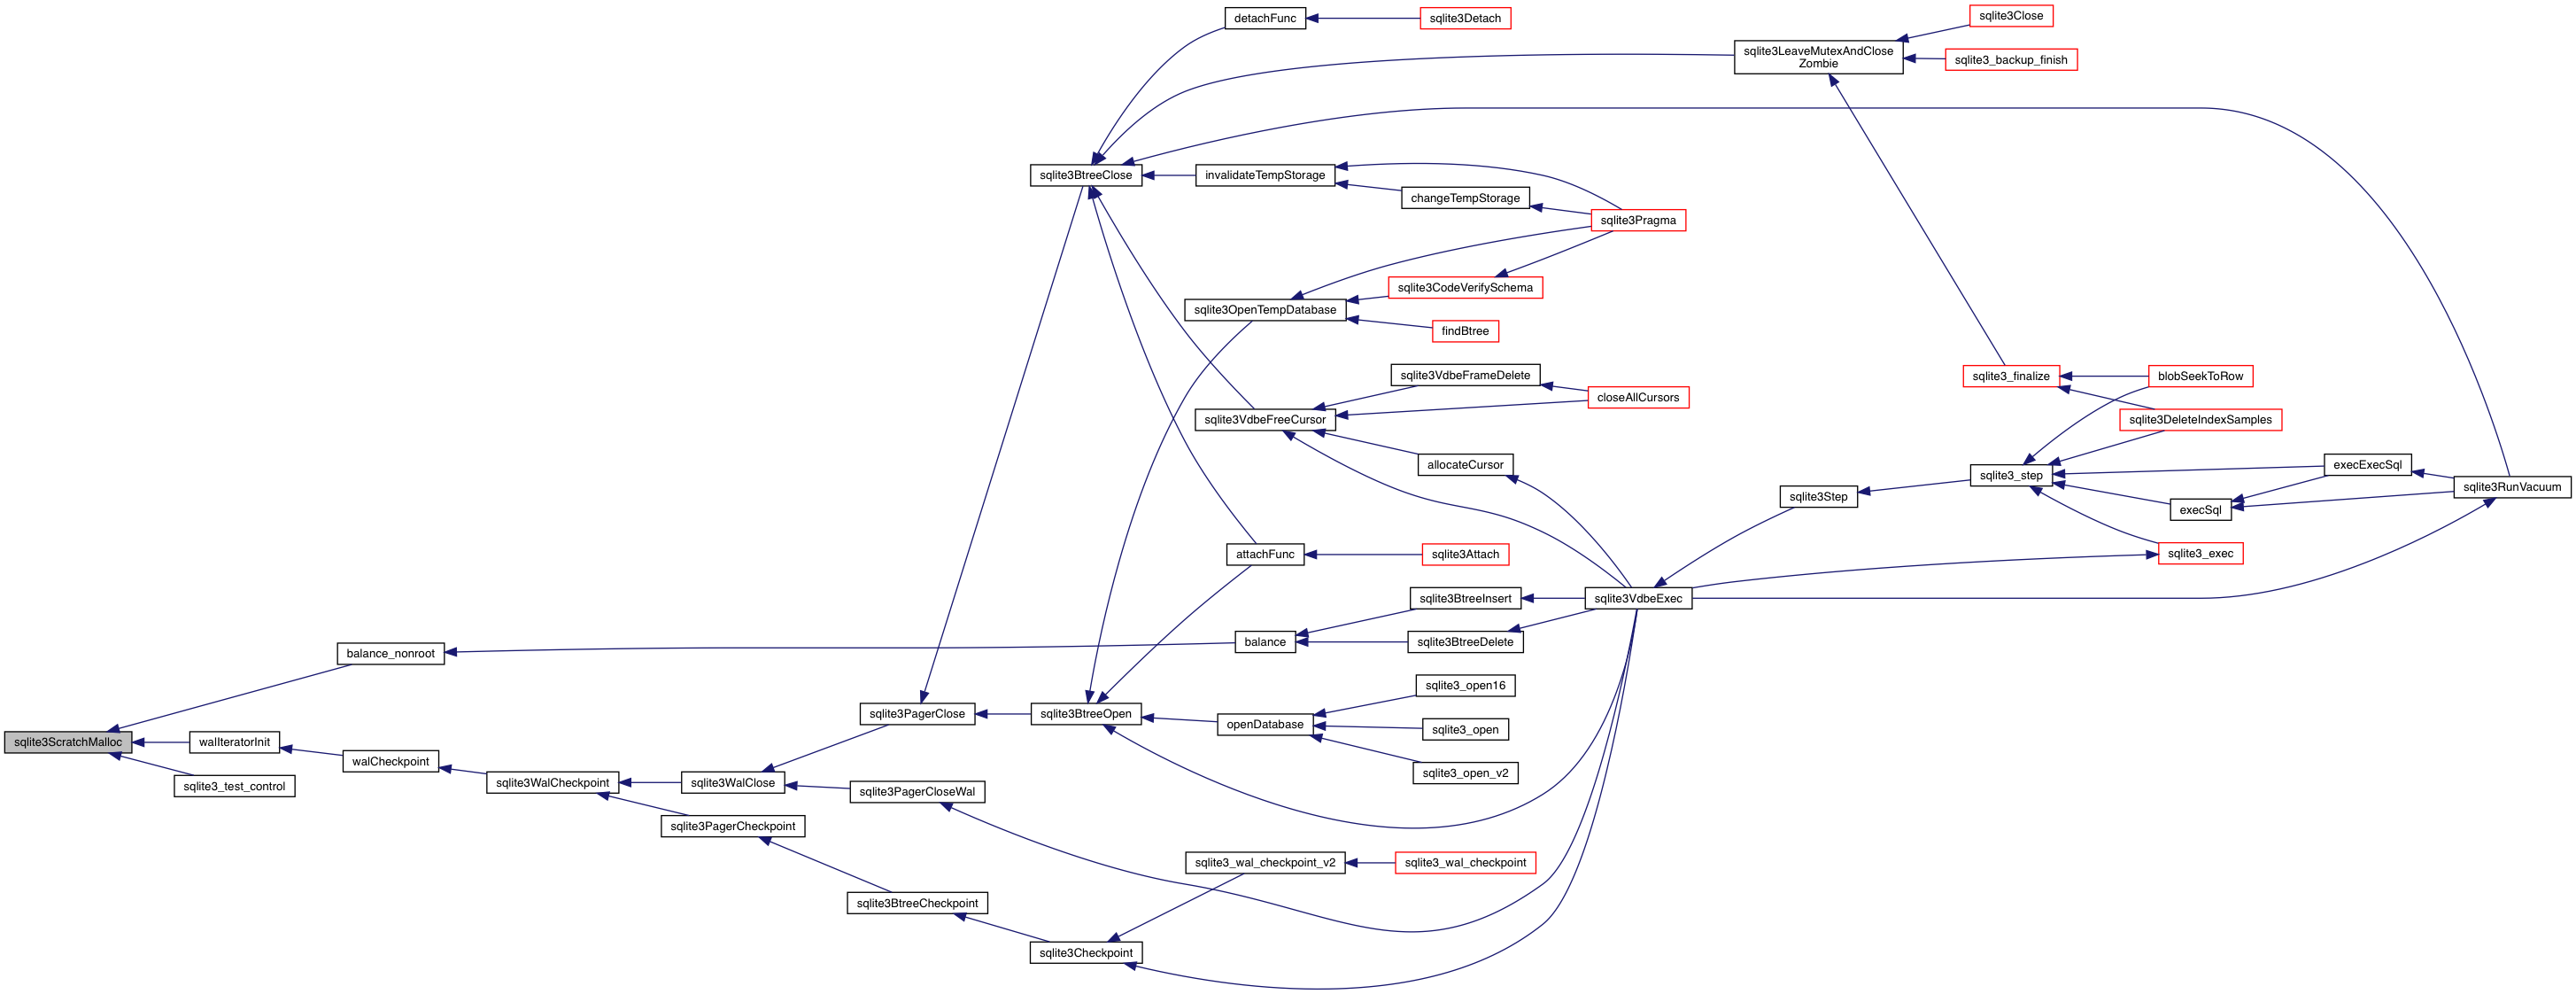 detachFunc
sqlite3Detach
sqlite3Close
sqlite3LeaveMutexAndClose
Zombie
sqlite3_backup_finish
sqlite3BtreeClose
invalidateTempStorage
changeTempStorage
sqlite3Pragma
sqlite3CodeVerifySchema
sqlite3OpenTempDatabase
findBtree
sqlite3VdbeFrameDelete
closeAllCursors
sqlite3_finalize
blobSeekToRow
sqlite3VdbeFreeCursor
sqlite3DeleteIndexSamples
allocateCursor
execExecSql
sqlite3_step
sqlite3RunVacuum
sqlite3Step
execSql
attachFunc
sqlite3Attach
sqlite3_exec
sqlite3BtreeInsert
sqlite3VdbeExec
balance_nonroot
balance
sqlite3BtreeDelete
sqlite3_open16
sqlite3PagerClose
sqlite3BtreeOpen
openDatabase
sqlite3_open
sqlite3ScratchMalloc
walIteratorInit
walCheckpoint
sqlite3_open_v2
sqlite3_test_control
sqlite3WalCheckpoint
sqlite3WalClose
sqlite3PagerCloseWal
sqlite3PagerCheckpoint
sqlite3_wal_checkpoint_v2
sqlite3_wal_checkpoint
sqlite3BtreeCheckpoint
sqlite3Checkpoint